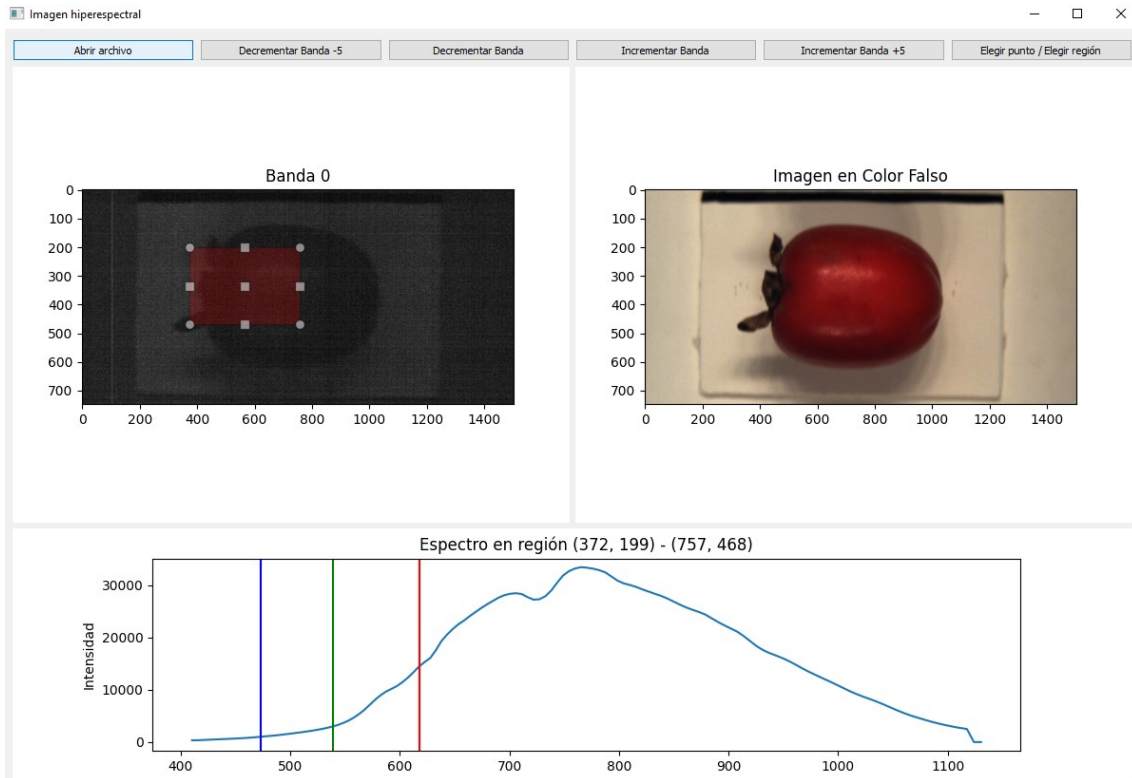 Imagen hiperespectral
Abrir archivo
Decrementar Banda -5
Decrementar Banda
Incrementar Banda
Incrementar Banda +5
Elegir punto / Elegir región
Banda 0
0
100
200
300
400
500
600
700
0 200 400 600 800 1000 1200 1400
Imagen en Color Falso
0
100
200
300
400
500
600
700
0 200 400 600 800 1000 1200 1400
Espectro en región (372, 199) - (757, 468)
Intensidad
30000
20000
10000
0
400 500 600 700 800 900 1000 1100